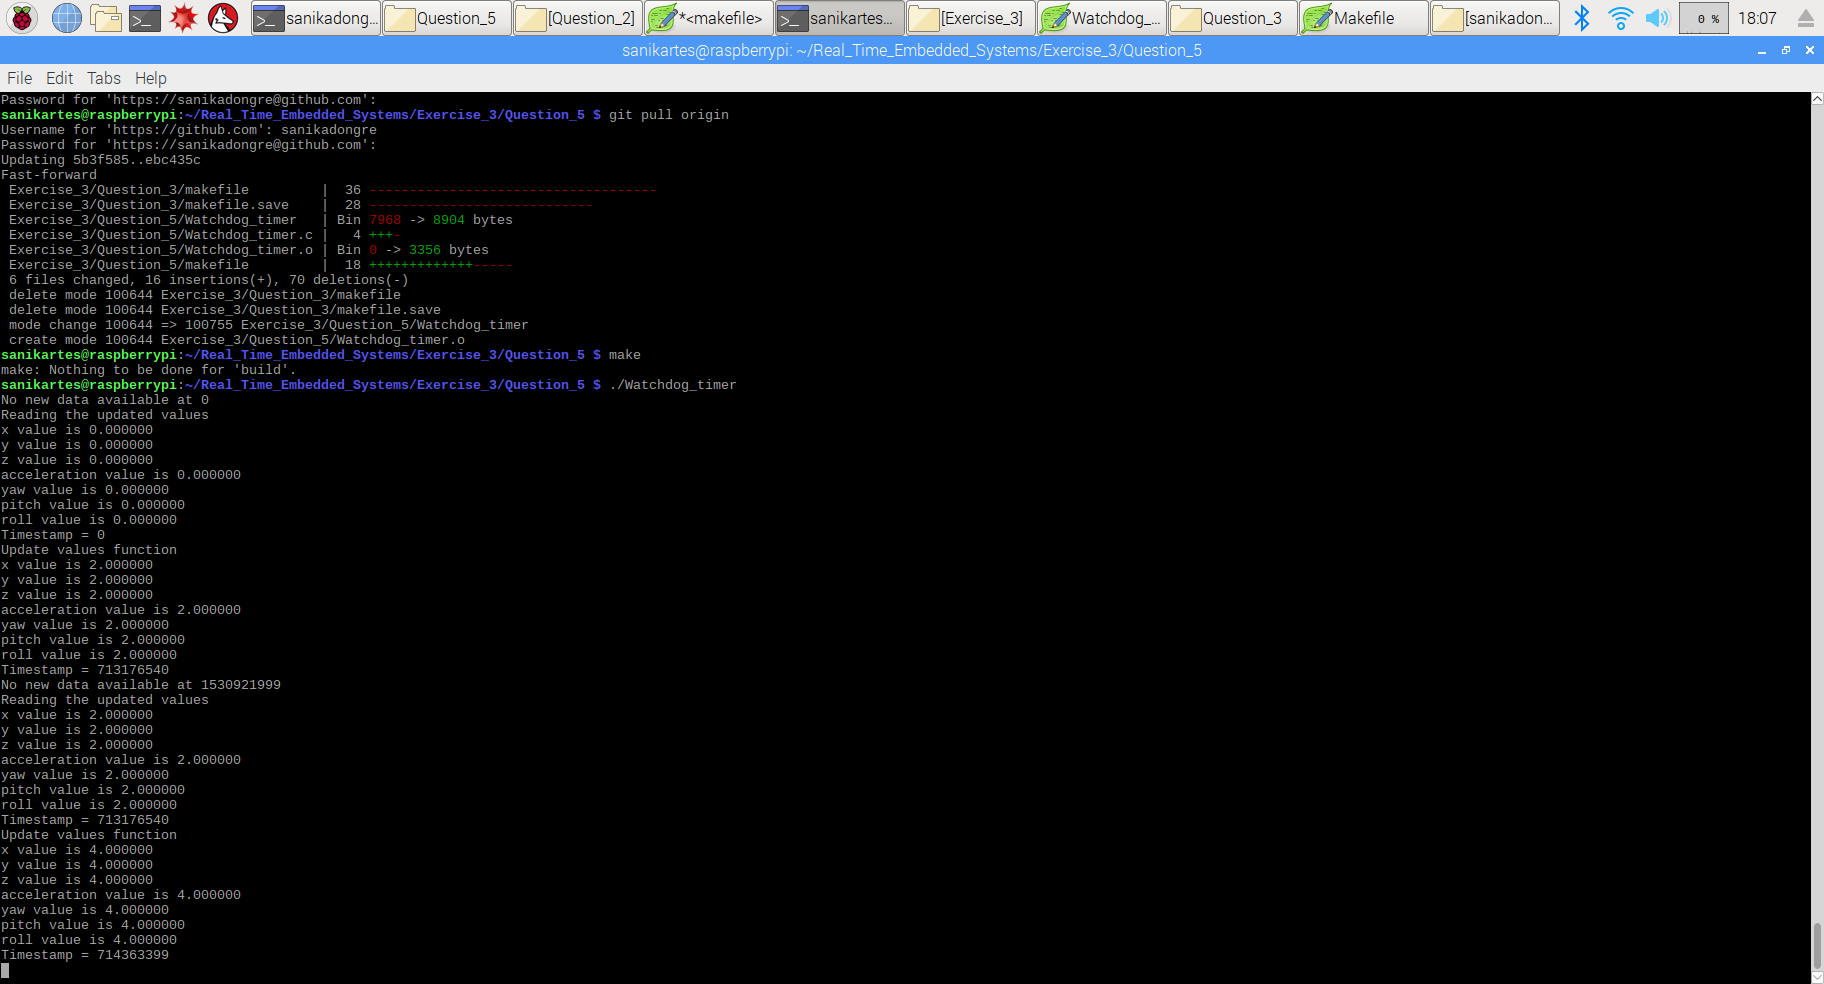 sanikadong... Question_5 [Question_2] *<makefile> sanikartes... [Exercise_3] Watchdog_... Question_3 Makefile [sanikadon... 0 % 18:07
sanikartes@raspberrypi: ~/Real_Time_Embedded_Systems/Exercise_3/Question_5
File Edit Tabs Help
Password for 'https://sanikadongre@github.com':
sanikartes@raspberrypi:~/Real_Time_Embedded_Systems/Exercise_3/Question_5 $ git pull origin
Username for 'https://github.com': sanikadongre
Password for 'https://sanikadongre@github.com':
Updating 5b3f585..ebc435c
Fast-forward
 Exercise_3/Question_3/makefile         |  36 ------------------------------------
 Exercise_3/Question_3/makefile.save    |  28 ----------------------------
 Exercise_3/Question_5/Watchdog_timer   | Bin 7968 -> 8904 bytes
 Exercise_3/Question_5/Watchdog_timer.c |   4 +++-
 Exercise_3/Question_5/Watchdog_timer.o | Bin 0 -> 3356 bytes
 Exercise_3/Question_5/makefile         |  18 +++++++++++++-----
 6 files changed, 16 insertions(+), 70 deletions(-)
 delete mode 100644 Exercise_3/Question_3/makefile
 delete mode 100644 Exercise_3/Question_3/makefile.save
 mode change 100644 => 100755 Exercise_3/Question_5/Watchdog_timer
 create mode 100644 Exercise_3/Question_5/Watchdog_timer.o
sanikartes@raspberrypi:~/Real_Time_Embedded_Systems/Exercise_3/Question_5 $ make
make: Nothing to be done for 'build'.
sanikartes@raspberrypi:~/Real_Time_Embedded_Systems/Exercise_3/Question_5 $ ./Watchdog_timer
No new data available at 0
Reading the updated values
x value is 0.000000
y value is 0.000000
z value is 0.000000
acceleration value is 0.000000
yaw value is 0.000000
pitch value is 0.000000
roll value is 0.000000
Timestamp = 0
Update values function
x value is 2.000000
y value is 2.000000
z value is 2.000000
acceleration value is 2.000000
yaw value is 2.000000
pitch value is 2.000000
roll value is 2.000000
Timestamp = 713176540
No new data available at 1530921999
Reading the updated values
x value is 2.000000
y value is 2.000000
z value is 2.000000
acceleration value is 2.000000
yaw value is 2.000000
pitch value is 2.000000
roll value is 2.000000
Timestamp = 713176540
Update values function
x value is 4.000000
y value is 4.000000
z value is 4.000000
acceleration value is 4.000000
yaw value is 4.000000
pitch value is 4.000000
roll value is 4.000000
Timestamp = 714363399